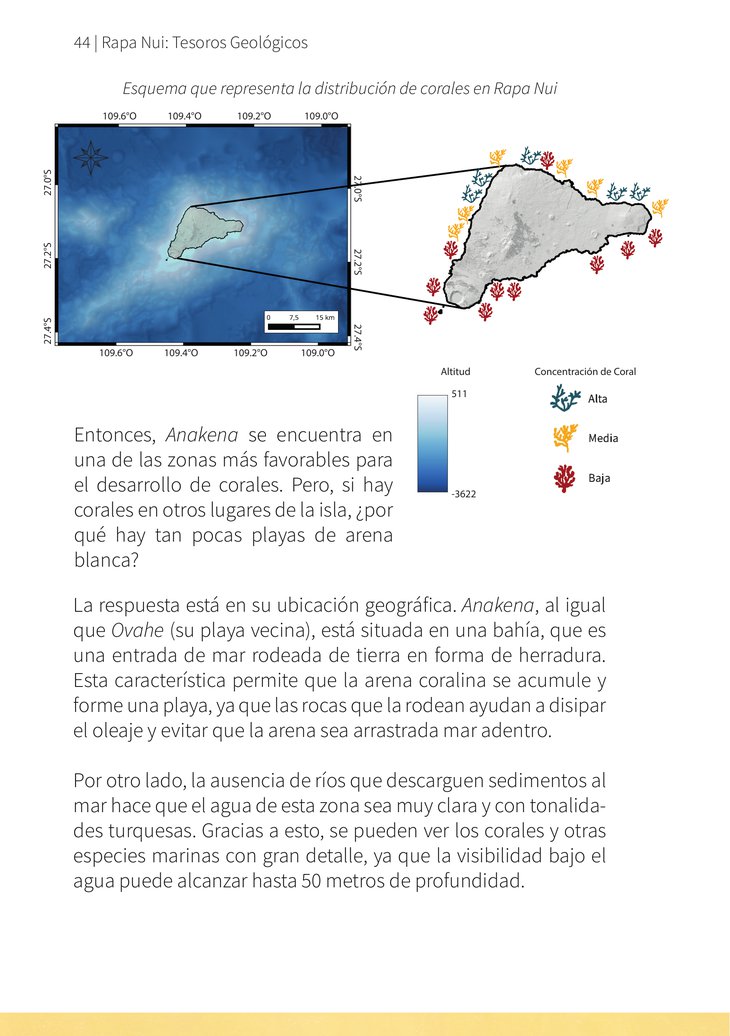 44 | Rapa Nui: Tesoros Geológicos
Esquema que representa la distribución de corales en Rapa Nui
109.6°O 109.4°O 109.2°O 109.0°O
27.0°S
27.2°S
27.4°S
27.0°S
27.2°S
27.4°S
0 7,5 15 km
109.6°O 109.4°O 109.2°O 109.0°O
Altitud
511
-3622
Concentración de Coral
Alta
Media
Baja
Entonces, Anakena se encuentra en
una de las zonas más favorables para
el desarrollo de corales. Pero, si hay
corales en otros lugares de la isla, ¿por
qué hay tan pocas playas de arena
blanca?
La respuesta está en su ubicación geográfica. Anakena, al igual
que Ovahe (su playa vecina), está situada en una bahía, que es
una entrada de mar rodeada de tierra en forma de herradura.
Esta característica permite que la arena coralina se acumule y
forme una playa, ya que las rocas que la rodean ayudan a disipar
el oleaje y evitar que la arena sea arrastrada mar adentro.
Por otro lado, la ausencia de ríos que descarguen sedimentos al
mar hace que el agua de esta zona sea muy clara y con tonalida-
des turquesas. Gracias a esto, se pueden ver los corales y otras
especies marinas con gran detalle, ya que la visibilidad bajo el
agua puede alcanzar hasta 50 metros de profundidad.